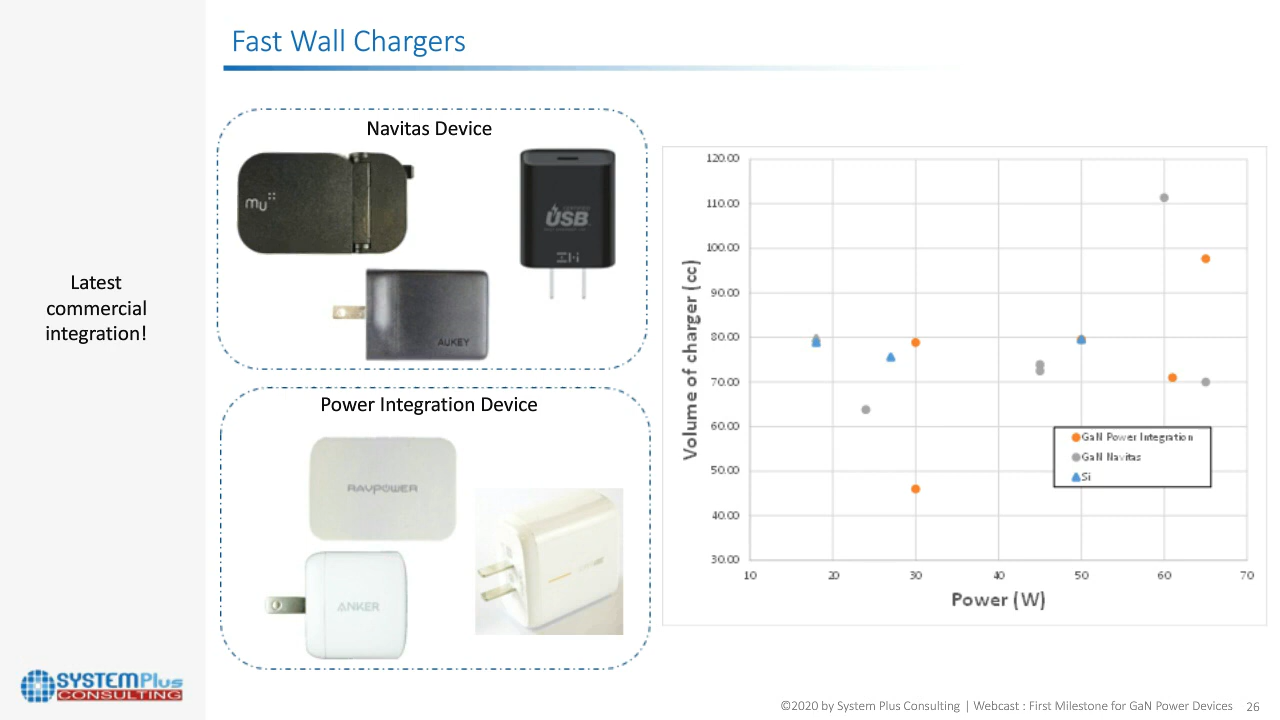 Fast Wall Chargers
Latest
commercial
integration!
Navitas Device
mu
USB
ZMI
AUKEY
Power Integration Device
RAVPOWER
ANKER
120.00
110.00
100.00
90.00
80.00
70.00
60.00
50.00
40.00
30.00
Volume of charger (cc)
10 20 30 40 50 60 70
Power (W)
GaN Power Integration
GaN Navitas
Si
SYSTEMPlus
CONSULTING
©2020 by System Plus Consulting | Webcast : First Milestone for GaN Power Devices 26